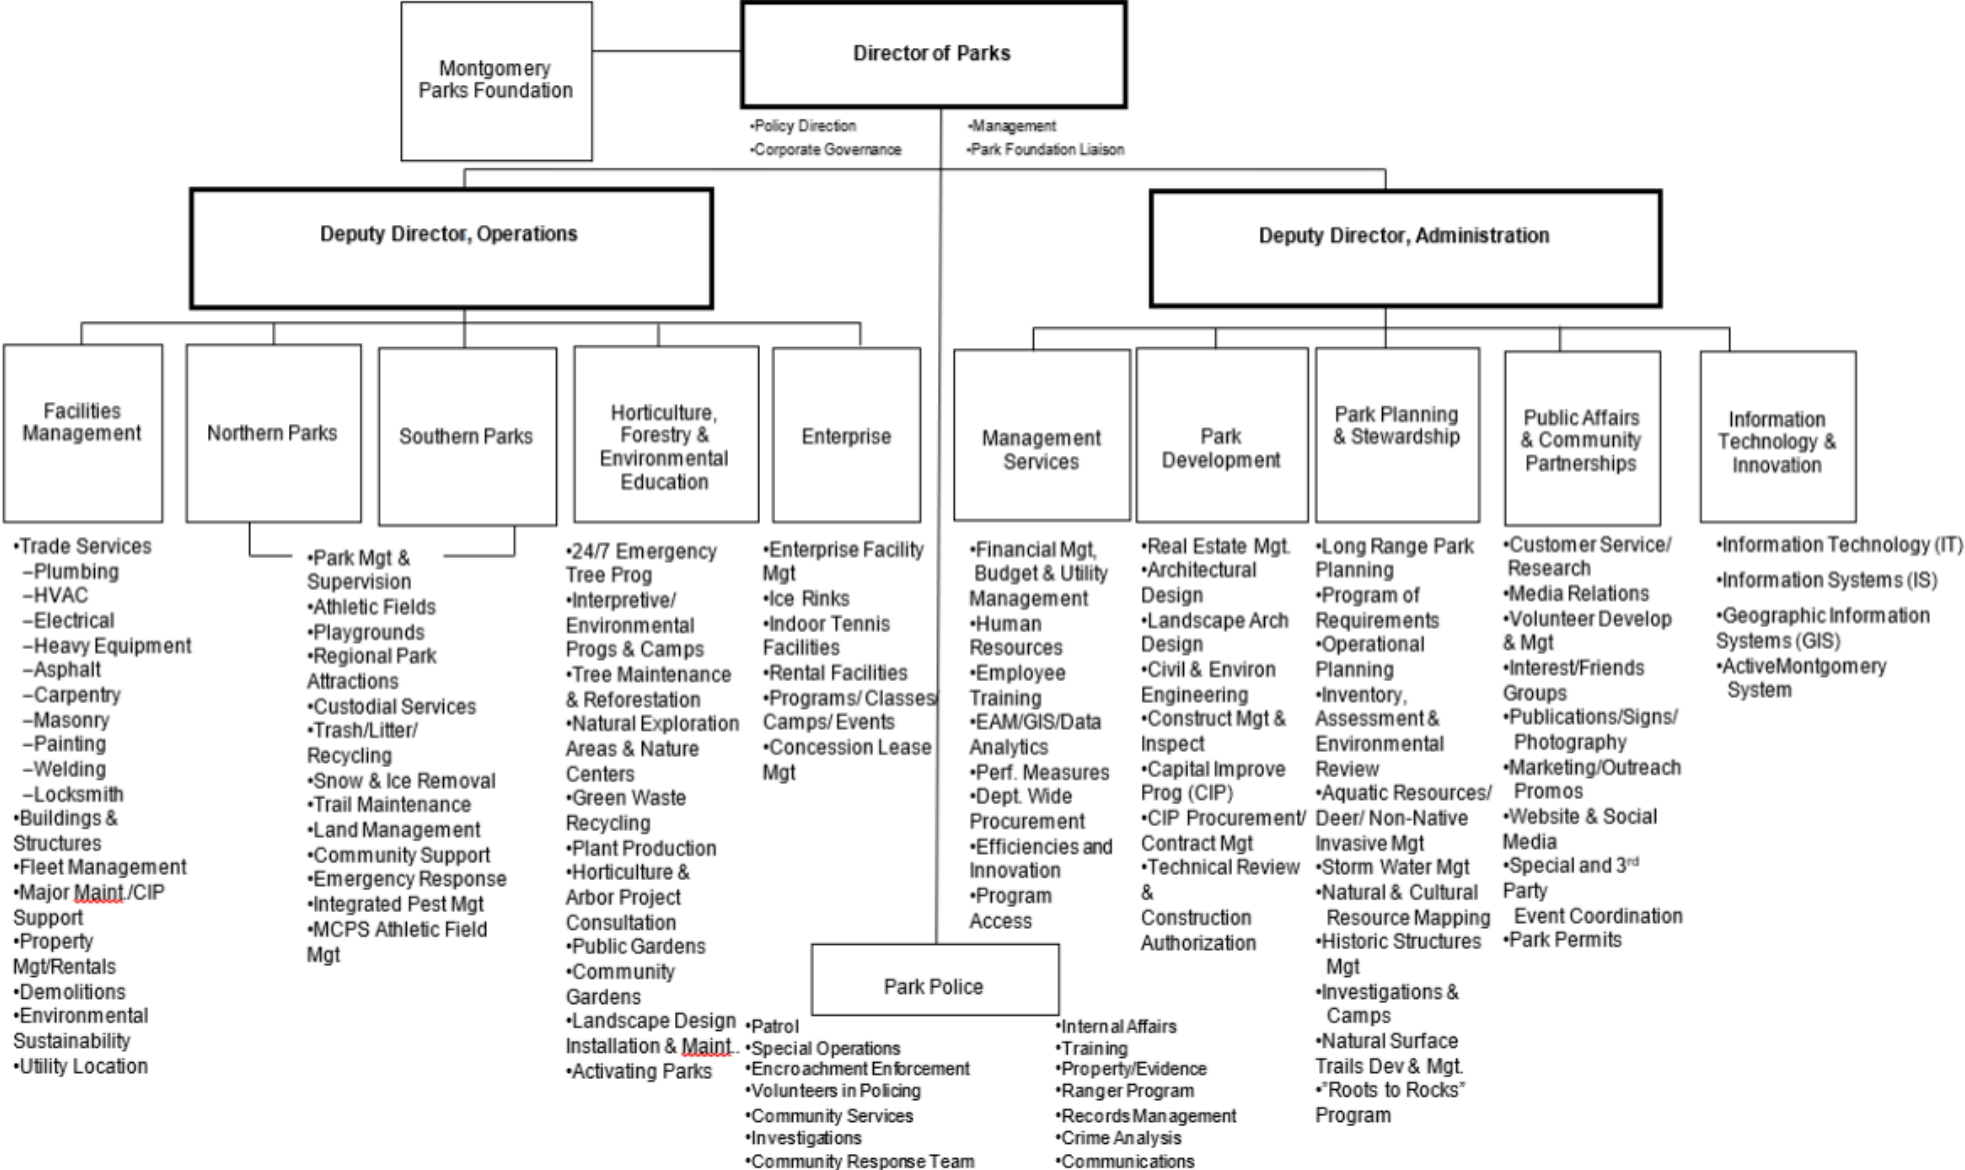 Montgomery
Parks Foundation
Director of Parks
•Policy Direction
•Corporate Governance
•Management
•Park Foundation Liaison
Deputy Director, Operations
Deputy Director, Administration
Facilities
Management
Northern Parks
Southern Parks
Horticulture,
Forestry &
Environmental
Education
Enterprise
Management
Services
Park
Development
Park Planning
& Stewardship
Public Affairs
& Community
Partnerships
Information
Technology &
Innovation
•Trade Services
–Plumbing
–HVAC
–Electrical
–Heavy Equipment
–Asphalt
–Carpentry
–Masonry
–Painting
–Welding
–Locksmith
•Buildings &
Structures
•Fleet Management
•Major Maint./CIP
Support
•Property
Mgt/Rentals
•Demolitions
•Environmental
Sustainability
•Utility Location
•Park Mgt &
Supervision
•Athletic Fields
•Playgrounds
•Regional Park
Attractions
•Custodial Services
•Trash/Litter/
Recycling
•Snow & Ice Removal
•Trail Maintenance
•Land Management
•Community Support
•Emergency Response
•Integrated Pest Mgt
•MCPS Athletic Field
Mgt
•24/7 Emergency
Tree Prog
•Interpretive/
Environmental
Progs & Camps
•Tree Maintenance
& Reforestation
•Natural Exploration
Areas & Nature
Centers
•Green Waste
Recycling
•Plant Production
•Horticulture &
Arbor Project
Consultation
•Public Gardens
•Community
Gardens
•Landscape Design
Installation & Maint..
•Activating Parks
•Enterprise Facility
Mgt
•Ice Rinks
•Indoor Tennis
Facilities
•Rental Facilities
•Programs/ Classes/
Camps/ Events
•Concession Lease
Mgt
•Financial Mgt,
Budget & Utility
Management
•Human
Resources
•Employee
Training
•EAM/GIS/Data
Analytics
•Perf. Measures
•Dept. Wide
Procurement
•Efficiencies and
Innovation
•Program
Access
•Real Estate Mgt.
•Architectural
Design
•Landscape Arch
Design
•Civil & Environ
Engineering
•Construct Mgt &
Inspect
•Capital Improve
Prog (CIP)
•CIP Procurement/
Contract Mgt
•Technical Review
&
Construction
Authorization
•Long Range Park
Planning
•Program of
Requirements
•Operational
Planning
•Inventory,
Assessment &
Environmental
Review
•Aquatic Resources/
Deer/ Non-Native
Invasive Mgt
•Storm Water Mgt
•Natural & Cultural
Resource Mapping
•Historic Structures
Mgt
•Investigations &
Camps
•Natural Surface
Trails Dev & Mgt.
•"Roots to Rocks"
Program
•Customer Service/
Research
•Media Relations
•Volunteer Develop
& Mgt
•Interest/Friends
Groups
•Publications/Signs/
Photography
•Marketing/Outreach
Promos
•Website & Social
Media
•Special and 3rd
Party
Event Coordination
•Park Permits
•Information Technology (IT)
•Information Systems (IS)
•Geographic Information
Systems (GIS)
•ActiveMontgomery
System
Park Police
•Patrol
•Special Operations
•Encroachment Enforcement
•Volunteers in Policing
•Community Services
•Investigations
•Community Response Team
•Internal Affairs
•Training
•Property/Evidence
•Ranger Program
•Records Management
•Crime Analysis
•Communications